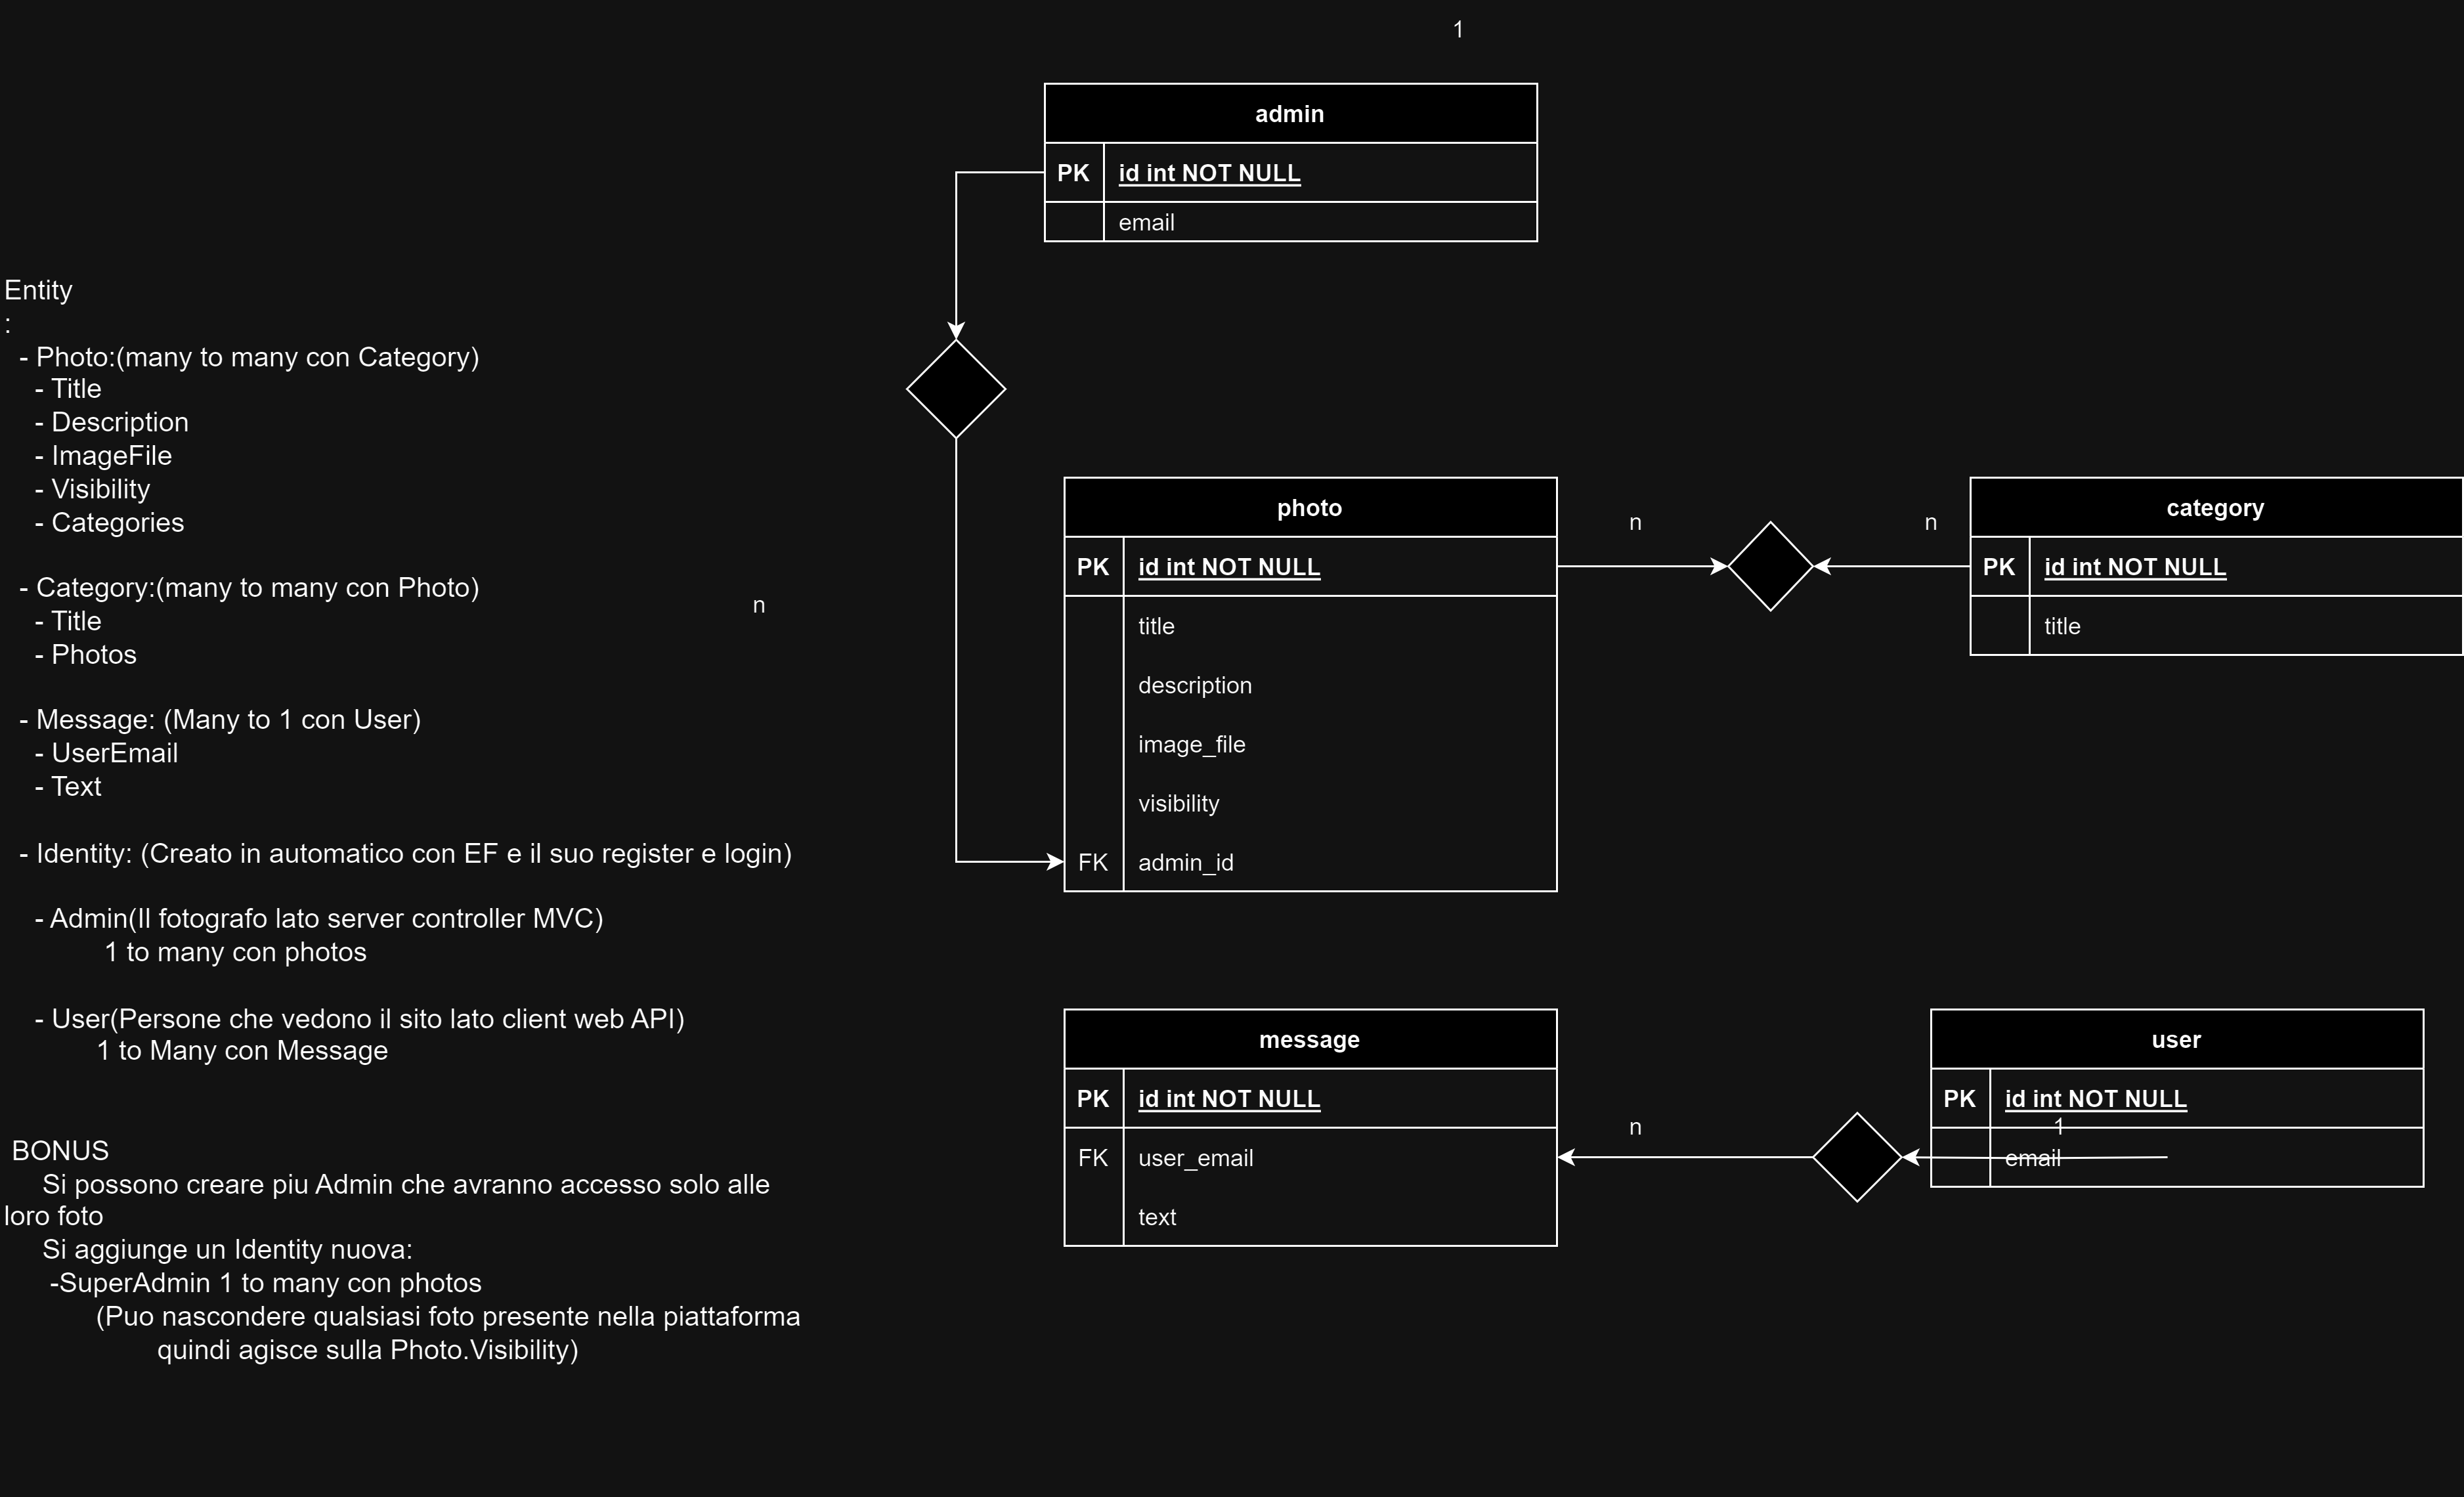 1
admin
PK id int NOT NULL
email
Entity
:
- Photo:(many to many con Category)
- Title
- Description
- ImageFile
- Visibility
- Categories
- Category:(many to many con Photo)
- Title
- Photos
- Message: (Many to 1 con User)
- UserEmail
- Text
- Identity: (Creato in automatico con EF e il suo register e login)
- Admin(Il fotografo lato server controller MVC)
1 to many con photos
- User(Persone che vedono il sito lato client web API)
1 to Many con Message
BONUS
Si possono creare piu Admin che avranno accesso solo alle
loro foto
Si aggiunge un Identity nuova:
-SuperAdmin 1 to many con photos
(Puo nascondere qualsiasi foto presente nella piattaforma
quindi agisce sulla Photo.Visibility)
n
photo
PK id int NOT NULL
title
description
image_file
visibility
FK admin_id
n
n
category
PK id int NOT NULL
title
message
PK id int NOT NULL
FK user_email
text
n
user
PK id int NOT NULL
1
email